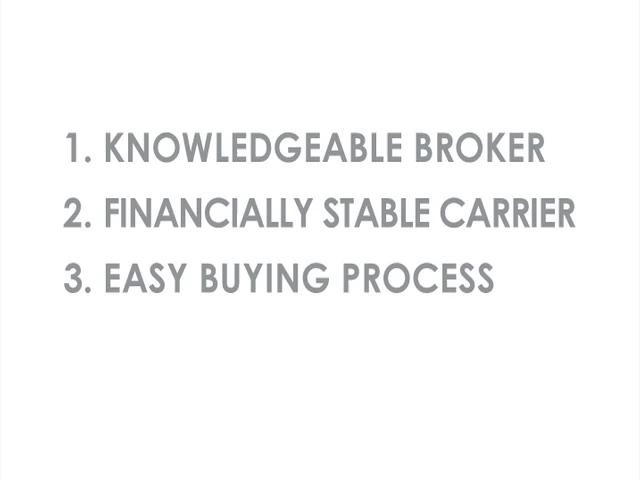 1. KNOWLEDGEABLE BROKER
2. FINANCIALLY STABLE CARRIER
3. EASY BUYING PROCESS